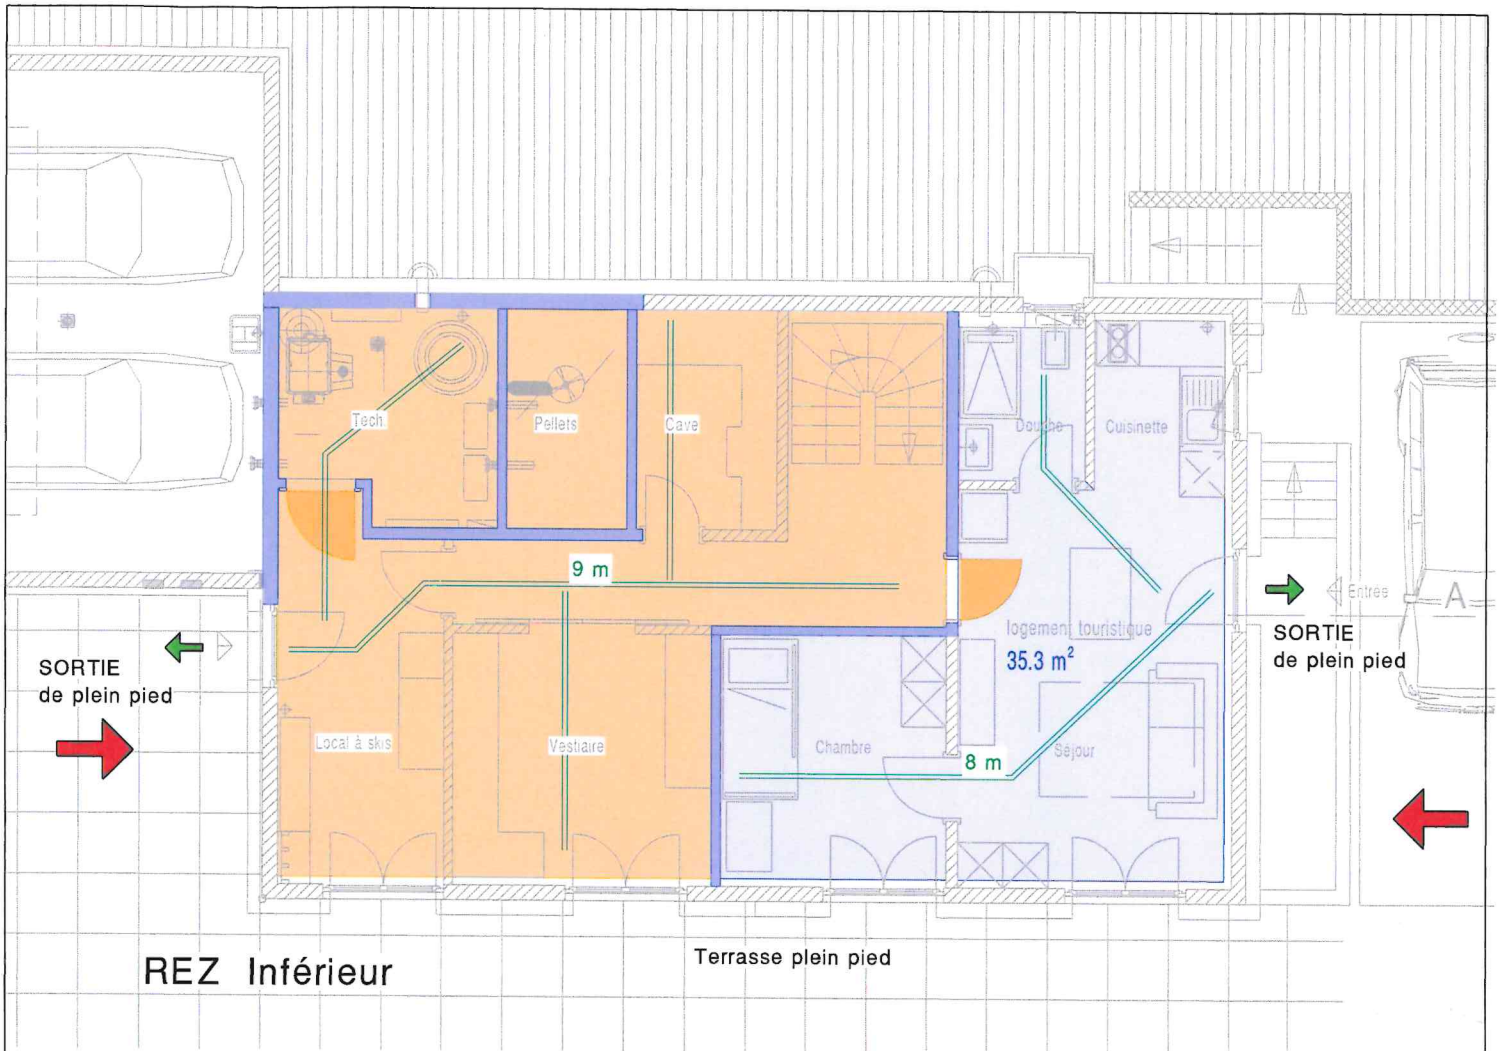 Tech.
Pellets
Cave
Douche
Cuisinette
9 m
Entrée
A
SORTIE
de plein pied
logement touristique
35.3 m²
SORTIE
de plein pied
Local à skis
Vestiaire
Chambre
8 m
Séjour
Terrasse plein pied
REZ Inférieur